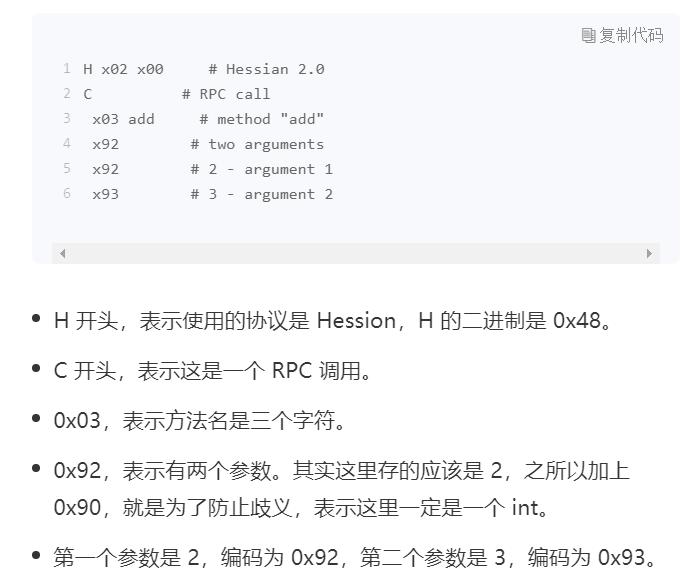 复制代码
1 H x02 x00     # Hessian 2.0
2 C          # RPC call
3  x03 add     # method "add"
4  x92        # two arguments
5  x92        # 2 - argument 1
6  x93        # 3 - argument 2
• H 开头，表示使用的协议是 Hession，H 的二进制是 0x48。
• C 开头，表示这是一个 RPC 调用。
• 0x03，表示方法名是三个字符。
• 0x92，表示有两个参数。其实这里存的应该是 2，之所以加上
0x90，就是为了防止歧义，表示这里一定是一个 int。
• 第一个参数是 2，编码为 0x92，第二个参数是 3，编码为 0x93。